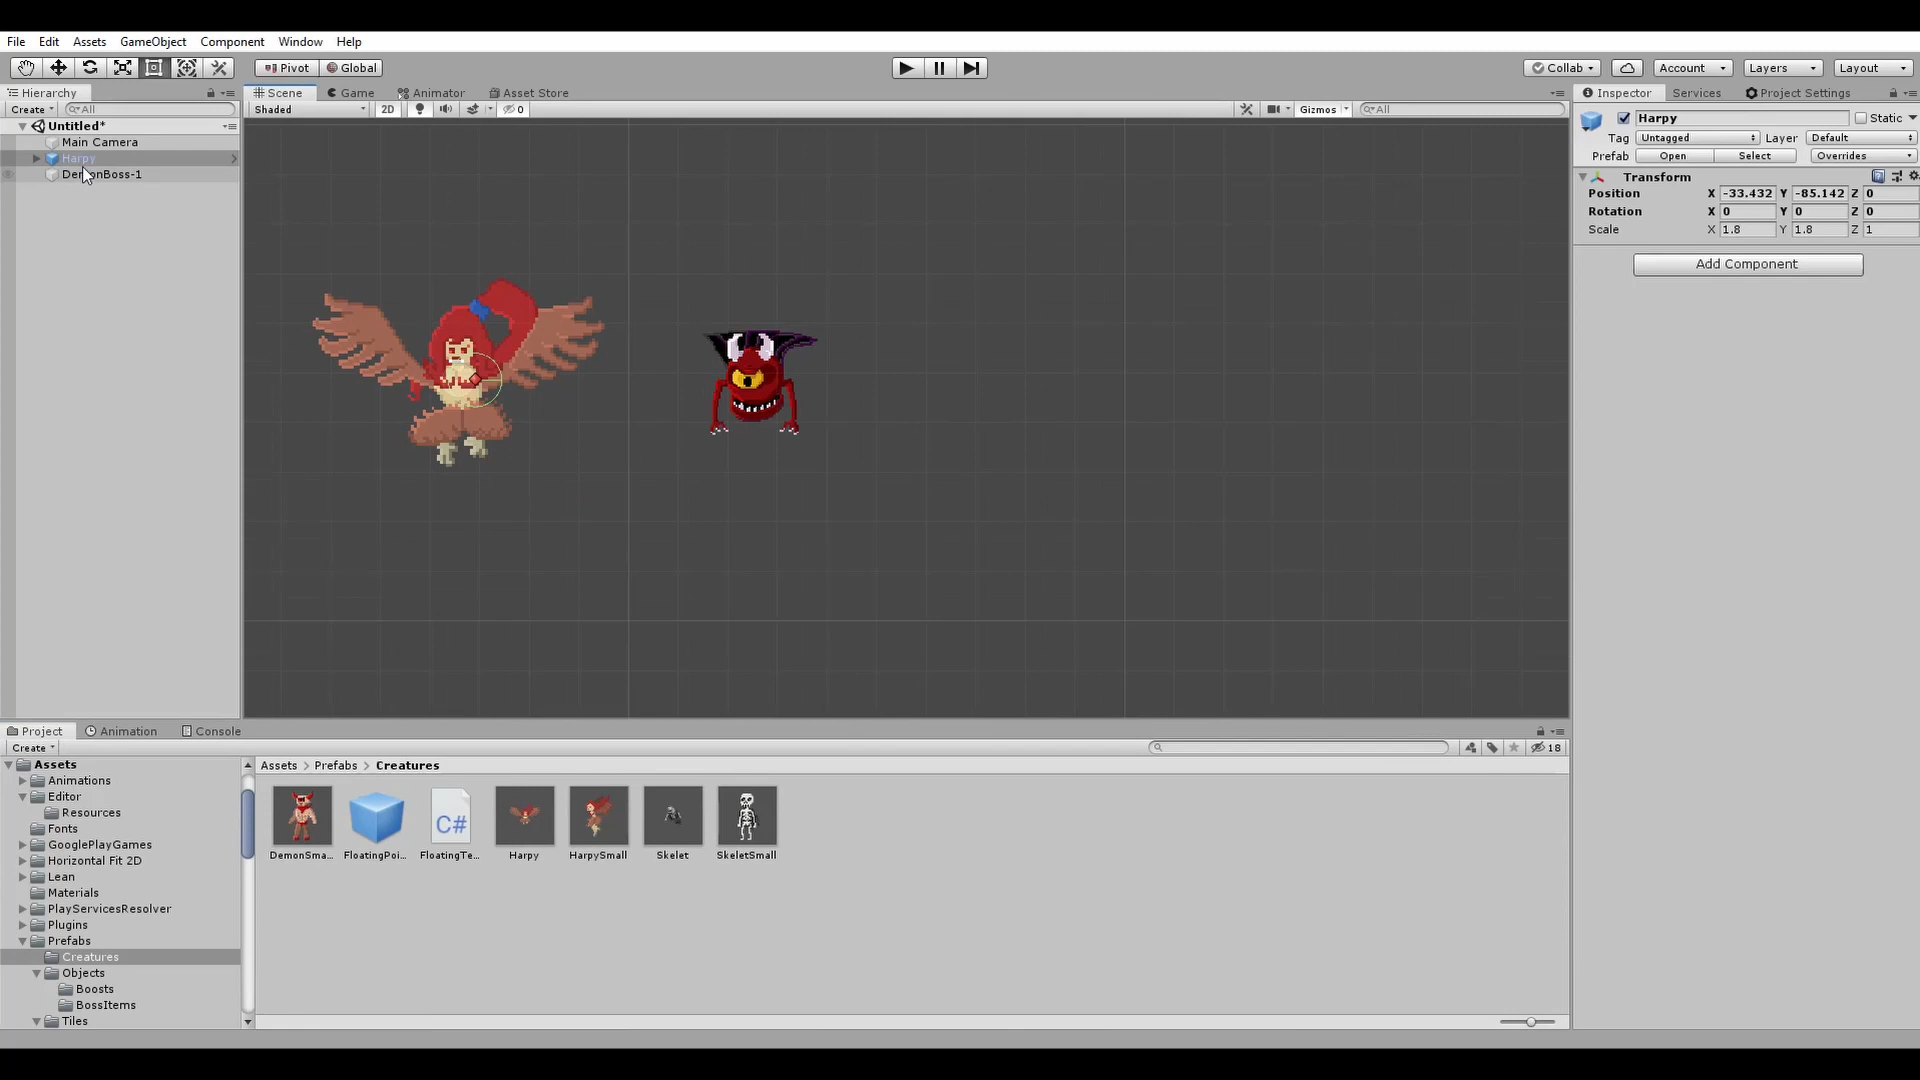 File Edit Assets GameObject Component Window Help
Pivot Global Collab Account Layers Layout
Hierarchy Scene Game Animator Asset Store Inspector Services Project Settings
Create All Shaded 2D 0 Gizmos All
Untitled*
Main Camera
Harpy
DemonBoss-1
Harpy Static
Tag Untagged Layer Default
Prefab Open Select Overrides
Transform
Position X -33.432 Y -85.142 Z 0
Rotation X 0 Y 0 Z 0
Scale X 1.8 Y 1.8 Z 1
Add Component
Project Animation Console
Create 18
Assets
Animations
Editor
Resources
Fonts
GooglePlayGames
Horizontal Fit 2D
Lean
Materials
PlayServicesResolver
Plugins
Prefabs
Creatures
Objects
Boosts
BossItems
Tiles
Assets > Prefabs > Creatures
C#
DemonSma... FloatingPoi... FloatingTe... Harpy HarpySmall Skelet SkeletSmall